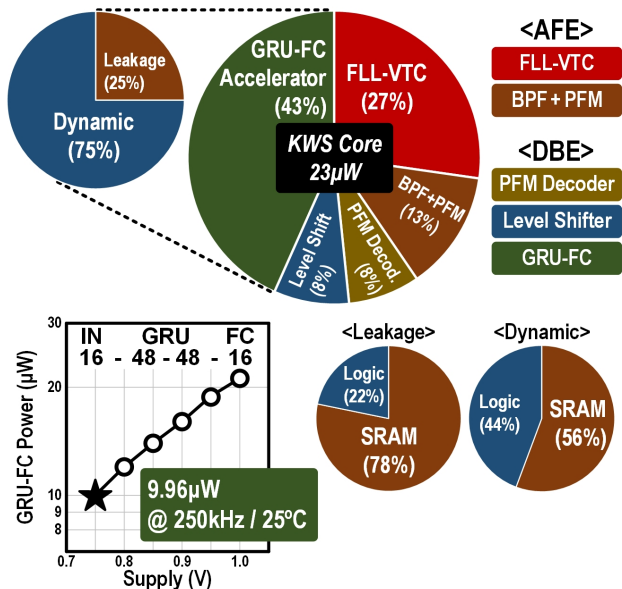 Leakage
(25%)
Dynamic
(75%)
GRU-FC
Accelerator
(43%)
FLL-VTC
27%
KWS Core
23μW
BPF+PFM
(13%)
PFM Decod.
(8%)
Level Shift
(8%)
<AFE>
FLL-VTC
BPF + PFM
<DBE>
PFM Decoder
Level Shifter
GRU-FC
GRU-FC Power (μW)
30
20
10
9
8
IN GRU FC
16 - 48 - 48 - 16
9.96μW
@ 250kHz / 25ºC
0.7 0.8 0.9 1.0
Supply (V)
<Leakage>
Logic
(22%)
SRAM
(78%)
<Dynamic>
Logic
(44%)
SRAM
(56%)